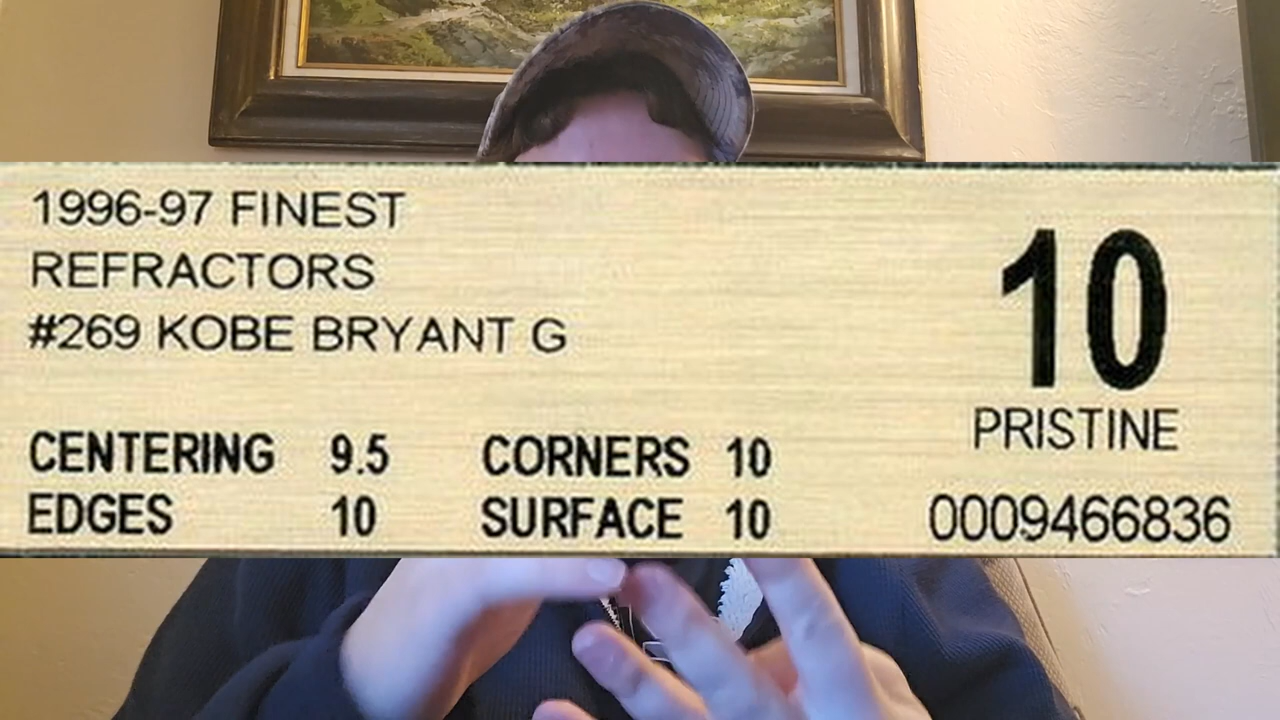 1996-97 FINEST
REFRACTORS
#269 KOBE BRYANT G
10
PRISTINE
CENTERING 9.5 CORNERS 10
EDGES 10 SURFACE 10
0009466836